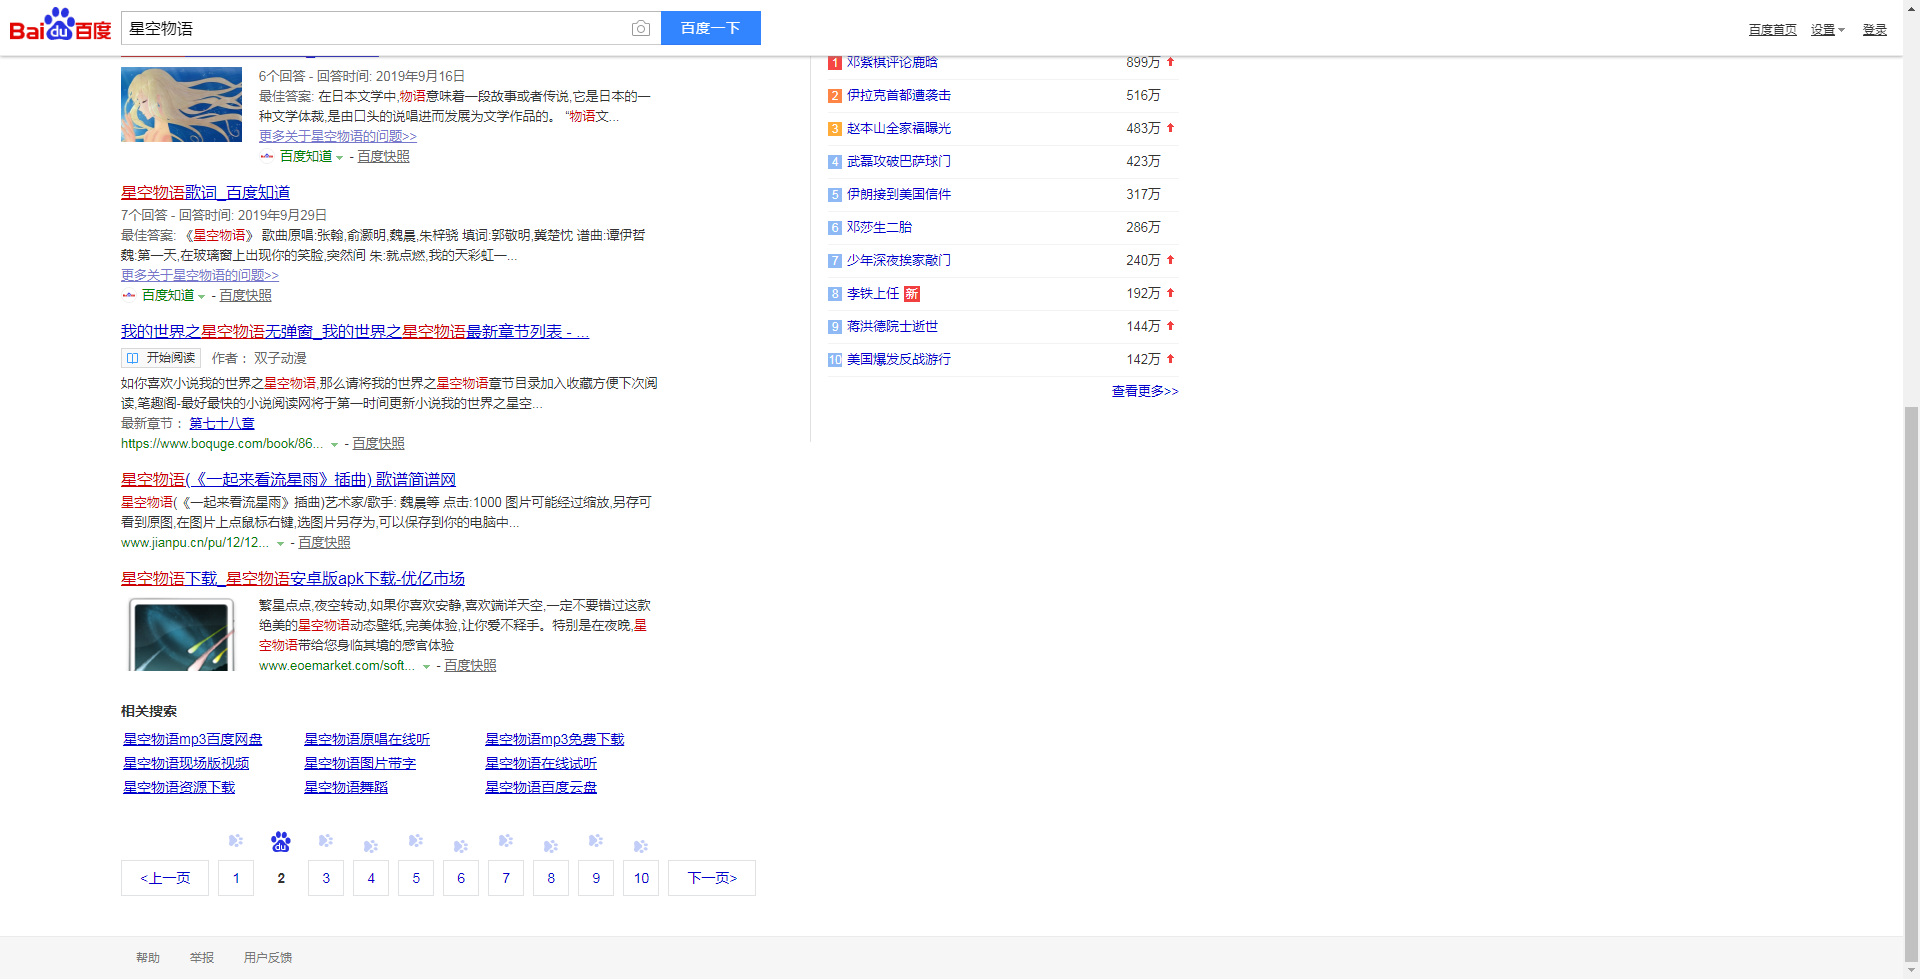 Bai du 百度
星空物语
百度一下
百度首页 设置 登录
6个回答 - 回答时间: 2019年9月16日
最佳答案: 在日本文学中,物语意味着一段故事或者传说,它是日本的一
种文学体裁,是由口头的说唱进而发展为文学作品的。 “物语文...
更多关于星空物语的问题>>
百度知道 - 百度快照
星空物语歌词_百度知道
7个回答 - 回答时间: 2019年9月29日
最佳答案: 《星空物语》 歌曲原唱:张翰,俞灏明,魏晨,朱梓骁 填词:郭敬明,冀楚忱 谱曲:谭伊哲
魏:第一天,在玻璃窗上出现你的笑脸,突然间 朱:就点燃,我的天彩虹一...
更多关于星空物语的问题>>
百度知道 - 百度快照
我的世界之星空物语无弹窗_我的世界之星空物语最新章节列表 - ...
开始阅读 作者： 双子动漫
如你喜欢小说我的世界之星空物语,那么请将我的世界之星空物语章节目录加入收藏方便下次阅
读,笔趣阁-最好最快的小说阅读网将于第一时间更新小说我的世界之星空...
最新章节： 第七十八章
https://www.boquge.com/book/86... - 百度快照
星空物语(《一起来看流星雨》插曲) 歌谱简谱网
星空物语(《一起来看流星雨》插曲)艺术家/歌手: 魏晨等 点击:1000 图片可能经过缩放,另存可
看到原图,在图片上点鼠标右键,选图片另存为,可以保存到你的电脑中...
www.jianpu.cn/pu/12/12... - 百度快照
星空物语下载_星空物语安卓版apk下载-优亿市场
繁星点点,夜空转动,如果你喜欢安静,喜欢端详天空,一定不要错过这款
绝美的星空物语动态壁纸,完美体验,让你爱不释手。特别是在夜晚,星
空物语带给您身临其境的感官体验
www.eoemarket.com/soft... - 百度快照
相关搜索
星空物语mp3百度网盘 星空物语原唱在线听 星空物语mp3免费下载
星空物语现场版视频 星空物语图片带字 星空物语在线试听
星空物语资源下载 星空物语舞蹈 星空物语百度云盘
du
<上一页 1 2 3 4 5 6 7 8 9 10 下一页>
1 邓紫棋评论鹿晗 899万
2 伊拉克首都遭袭击 516万
3 赵本山全家福曝光 483万
4 武磊攻破巴萨球门 423万
5 伊朗接到美国信件 317万
6 邓莎生二胎 286万
7 少年深夜挨家敲门 240万
8 李铁上任 新 192万
9 蒋洪德院士逝世 144万
10 美国爆发反战游行 142万
查看更多>>
帮助 举报 用户反馈